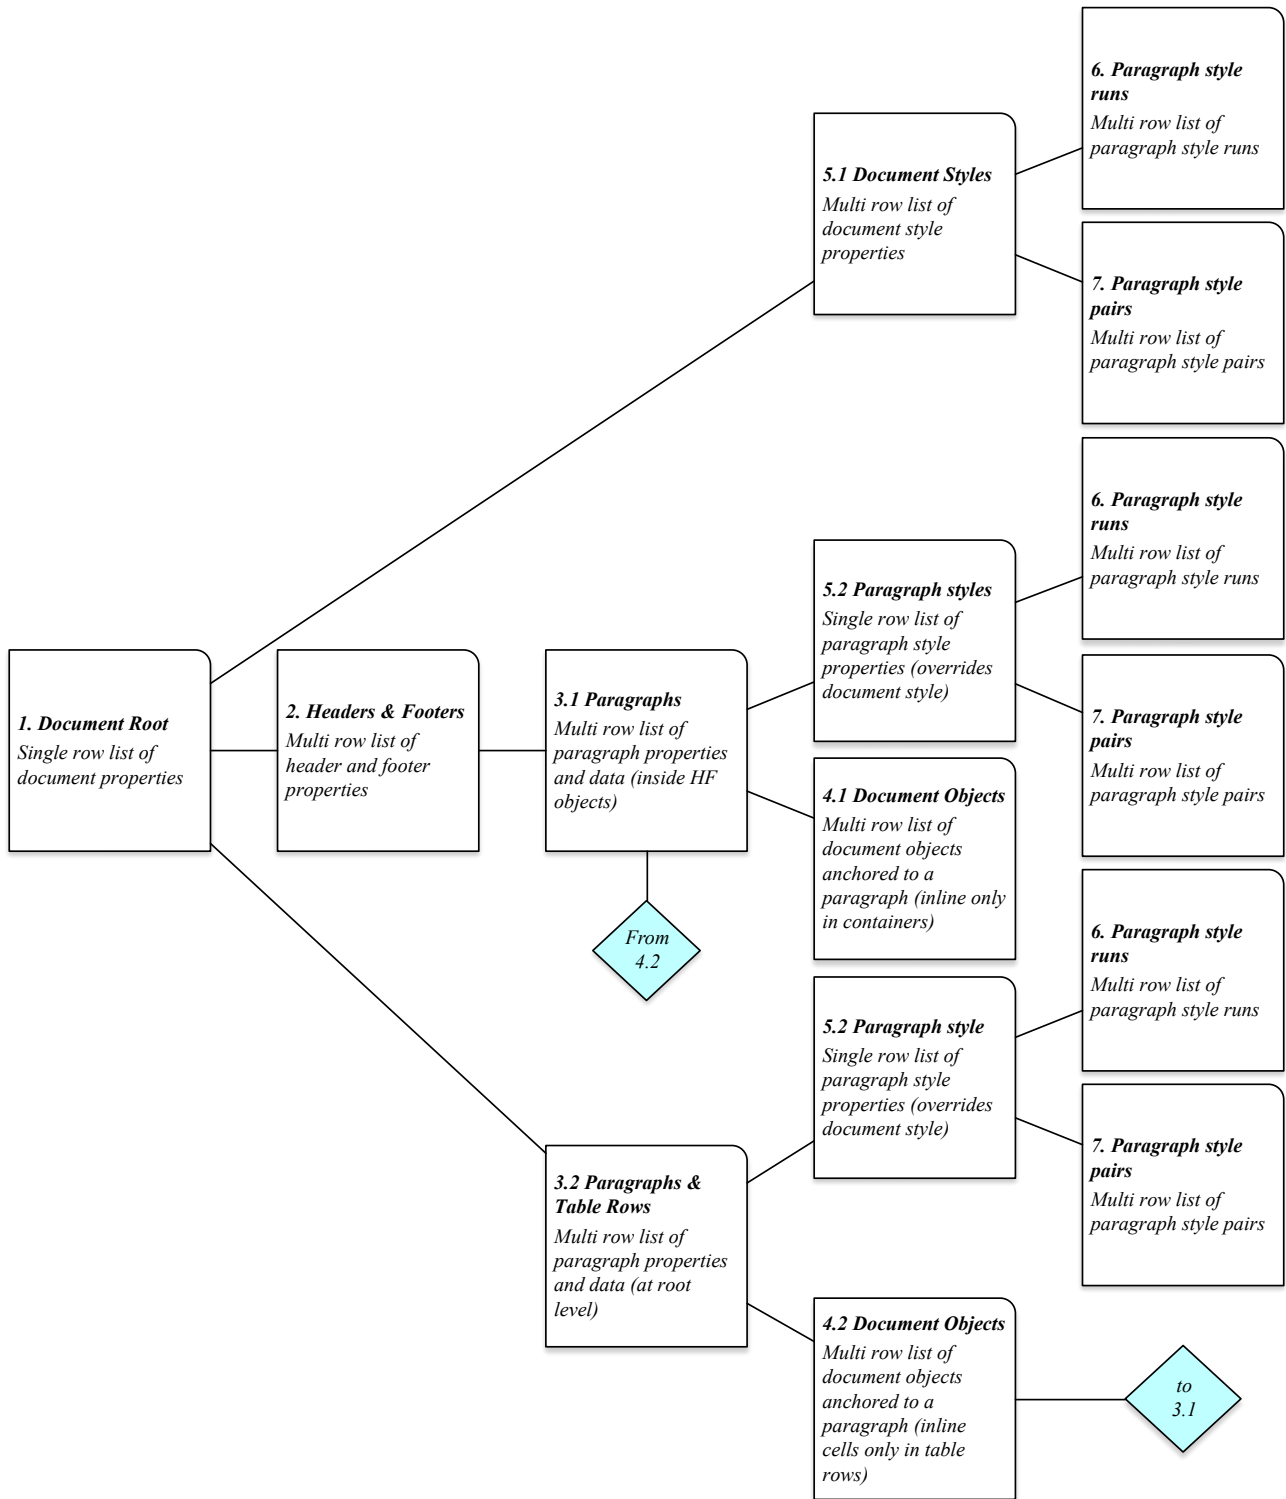 6. Paragraph style
runs
Multi row list of
paragraph style runs
5.1 Document Styles
Multi row list of
document style
properties
7. Paragraph style
pairs
Multi row list of
paragraph style pairs
6. Paragraph style
runs
Multi row list of
paragraph style runs
5.2 Paragraph styles
Single row list of
paragraph style
properties (overrides
document style)
7. Paragraph style
pairs
Multi row list of
paragraph style pairs
1. Document Root
Single row list of
document properties
2. Headers & Footers
Multi row list of
header and footer
properties
3.1 Paragraphs
Multi row list of
paragraph properties
and data (inside HF
objects)
4.1 Document Objects
Multi row list of
document objects
anchored to a
paragraph (inline only
in containers)
From
4.2
6. Paragraph style
runs
Multi row list of
paragraph style runs
5.2 Paragraph style
Single row list of
paragraph style
properties (overrides
document style)
7. Paragraph style
pairs
Multi row list of
paragraph style pairs
3.2 Paragraphs &
Table Rows
Multi row list of
paragraph properties
and data (at root
level)
4.2 Document Objects
Multi row list of
document objects
anchored to a
paragraph (inline
cells only in table
rows)
to
3.1